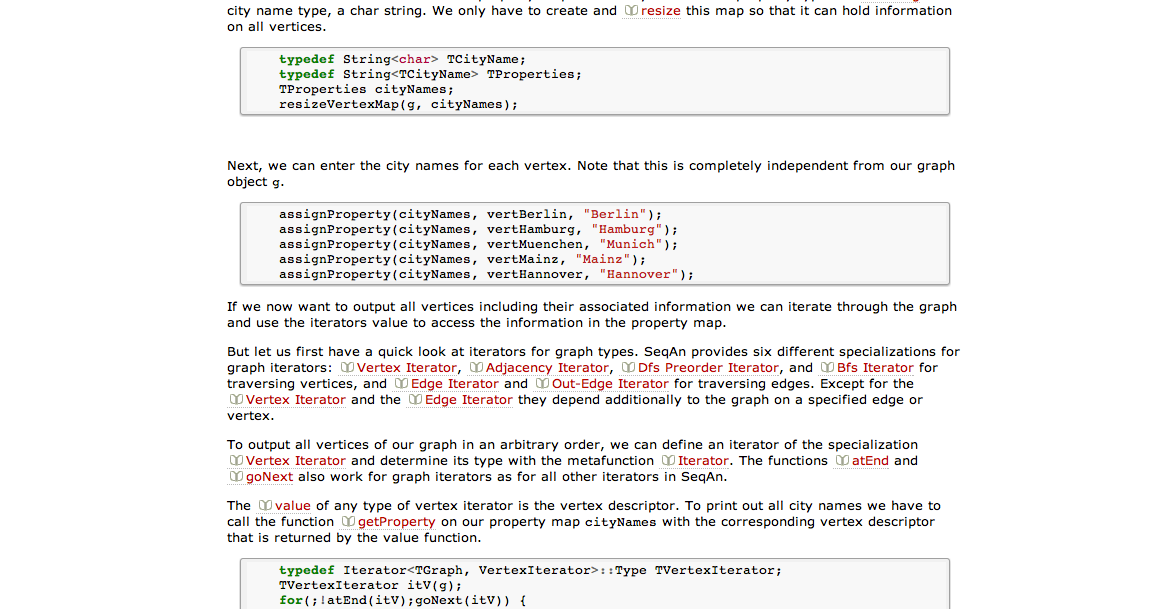 city name type, a char string. We only have to create and resize this map so that it can hold information
on all vertices.
typedef String<char> TCityName;
typedef String<TCityName> TProperties;
TProperties cityNames;
resizeVertexMap(g, cityNames);
Next, we can enter the city names for each vertex. Note that this is completely independent from our graph
object g.
assignProperty(cityNames, vertBerlin, "Berlin");
assignProperty(cityNames, vertHamburg, "Hamburg");
assignProperty(cityNames, vertMuenchen, "Munich");
assignProperty(cityNames, vertMainz, "Mainz");
assignProperty(cityNames, vertHannover, "Hannover");
If we now want to output all vertices including their associated information we can iterate through the graph
and use the iterators value to access the information in the property map.
But let us first have a quick look at iterators for graph types. SeqAn provides six different specializations for
graph iterators: Vertex Iterator, Adjacency Iterator, Dfs Preorder Iterator, and Bfs Iterator for
traversing vertices, and Edge Iterator and Out-Edge Iterator for traversing edges. Except for the
Vertex Iterator and the Edge Iterator they depend additionally to the graph on a specified edge or
vertex.
To output all vertices of our graph in an arbitrary order, we can define an iterator of the specialization
Vertex Iterator and determine its type with the metafunction Iterator. The functions atEnd and
goNext also work for graph iterators as for all other iterators in SeqAn.
The value of any type of vertex iterator is the vertex descriptor. To print out all city names we have to
call the function getProperty on our property map cityNames with the corresponding vertex descriptor
that is returned by the value function.
typedef Iterator<TGraph, VertexIterator>::Type TVertexIterator;
TVertexIterator itV(g);
for(;!atEnd(itV);goNext(itV)) {